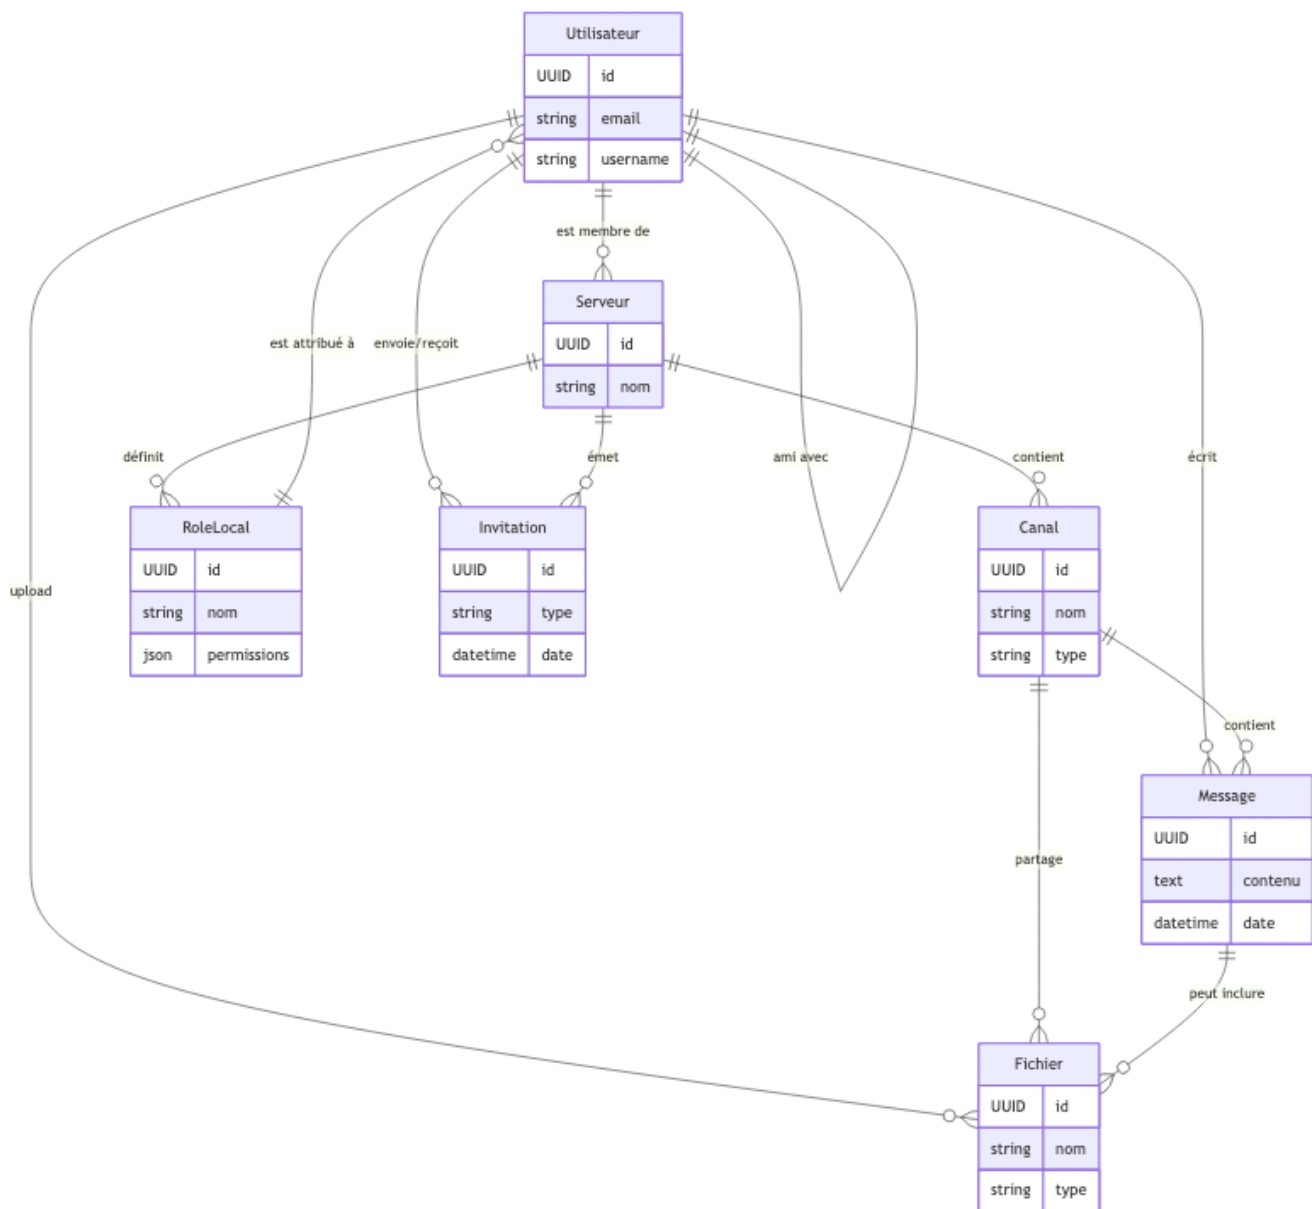 Utilisateur
UUID id
string email
string username
est membre de
Serveur
UUID id
string nom
est attribué à
envoie/reçoit
définit
émet
ami avec
contient
écrit
RoleLocal
UUID id
string nom
json permissions
Invitation
UUID id
string type
datetime date
Canal
UUID id
string nom
string type
upload
contient
Message
UUID id
text contenu
datetime date
partage
peut inclure
Fichier
UUID id
string nom
string type